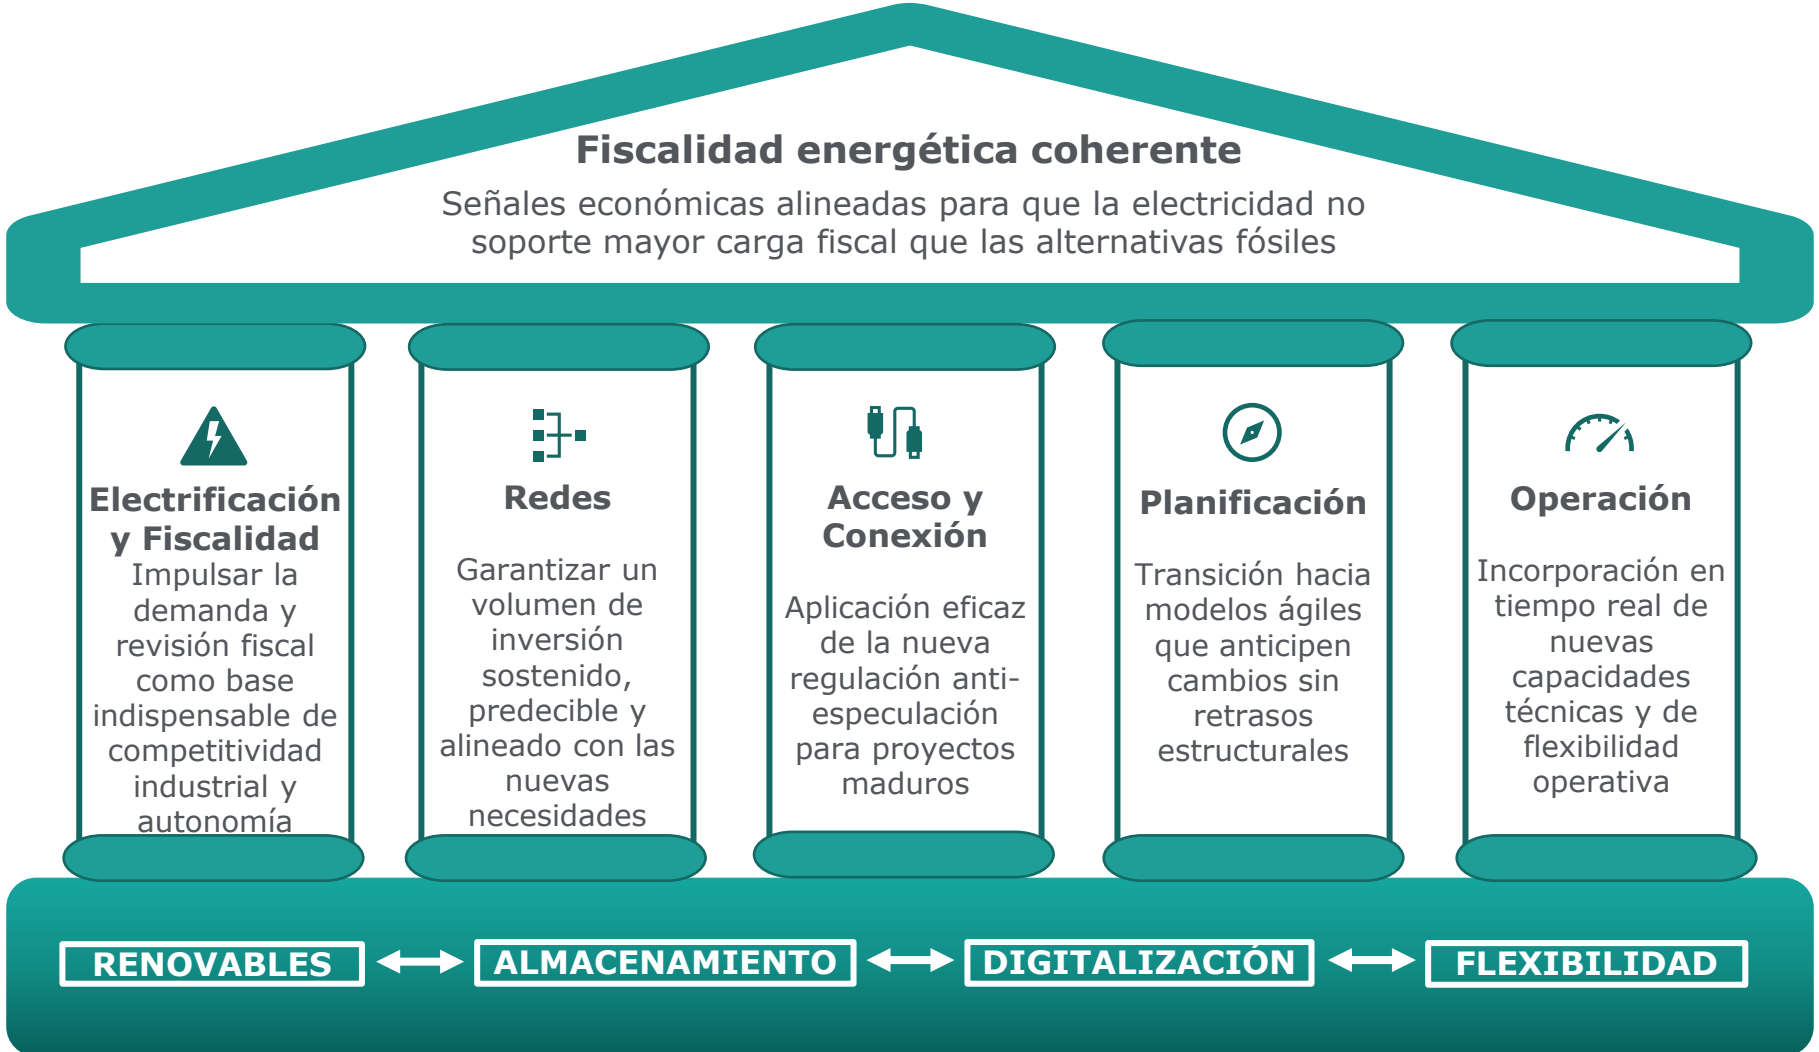 Fiscalidad energética coherente
Señales económicas alineadas para que la electricidad no
soporte mayor carga fiscal que las alternativas fósiles
Electrificación
y Fiscalidad
Impulsar la
demanda y
revisión fiscal
como base
indispensable de
competitividad
industrial y
autonomía
Redes
Garantizar un
volumen de
inversión
sostenido,
predecible y
alineado con las
nuevas
necesidades
Acceso y
Conexión
Aplicación eficaz
de la nueva
regulación anti-
especulación
para proyectos
maduros
Planificación
Transición hacia
modelos ágiles
que anticipen
cambios sin
retrasos
estructurales
Operación
Incorporación en
tiempo real de
nuevas
capacidades
técnicas y de
flexibilidad
operativa
RENOVABLES
ALMACENAMIENTO
DIGITALIZACIÓN
FLEXIBILIDAD